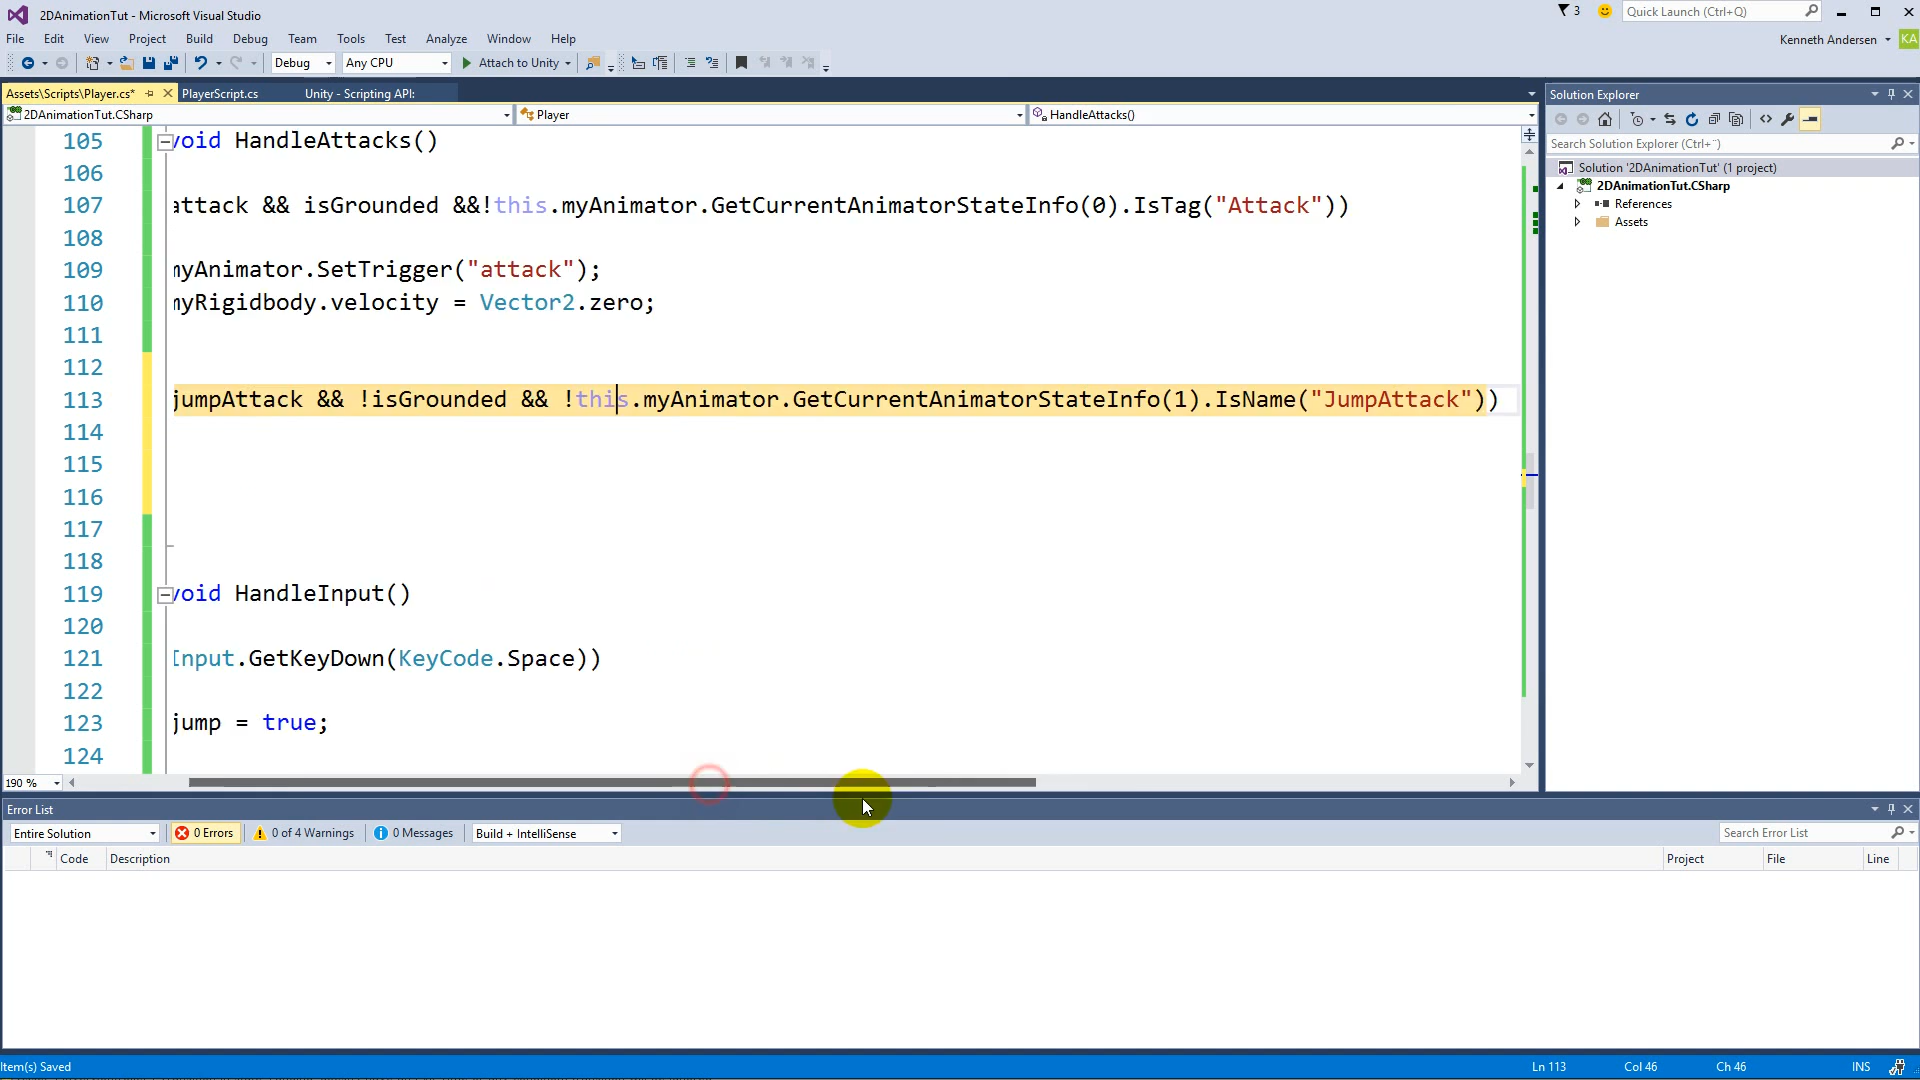 2DAnimationTut - Microsoft Visual Studio
3
Quick Launch (Ctrl+Q)
File Edit View Project Build Debug Team Tools Test Analyze Window Help
Kenneth Andersen KA
Debug Any CPU Attach to Unity
Assets\Scripts\Player.cs* PlayerScript.cs Unity - Scripting API:
2DAnimationTut.CSharp Player HandleAttacks()
105 void HandleAttacks()
106
107 attack && isGrounded &&!this.myAnimator.GetCurrentAnimatorStateInfo(0).IsTag("Attack"))
108
109 myAnimator.SetTrigger("attack");
110 myRigidbody.velocity = Vector2.zero;
111
112
113 jumpAttack && !isGrounded && !this.myAnimator.GetCurrentAnimatorStateInfo(1).IsName("JumpAttack"))
114
115
116
117
118
119 void HandleInput()
120
121 Input.GetKeyDown(KeyCode.Space))
122
123 jump = true;
124
190 %
Solution Explorer
Search Solution Explorer (Ctrl+¨)
Solution '2DAnimationTut' (1 project)
2DAnimationTut.CSharp
References
Assets
Error List
Entire Solution 0 Errors 0 of 4 Warnings 0 Messages Build + IntelliSense Search Error List
Code Description Project File Line
Item(s) Saved Ln 113 Col 46 Ch 46 INS